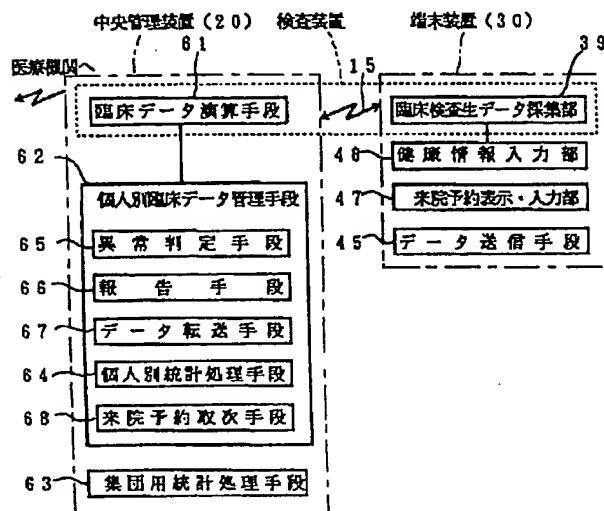 中央管理装置(20) 検査装置 端末装置(30)
61
39
医療機関へ
15
臨床データ演算手段
臨床検査生データ採集部
62
46
健康情報入力部
個人別臨床データ管理手段
47
来院予約表示・入力部
65
異常判定手段
45
データ送信手段
66
報告手段
67
データ転送手段
64
個人別統計処理手段
68
来院予約取次手段
63
集団用統計処理手段